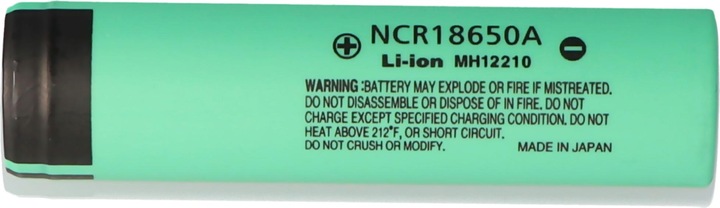 ⊕ NCR18650A ⊖
Li-ion MH12210
WARNING:BATTERY MAY EXPLODE OR FIRE IF MISTREATED.
DO NOT DISASSEMBLE OR DISPOSE OF IN FIRE. DO NOT
CHARGE EXCEPT SPECIFIED CHARGING CONDITION. DO NOT
HEAT ABOVE 212°F, OR SHORT CIRCUIT.
DO NOT CRUSH OR MODIFY. MADE IN JAPAN